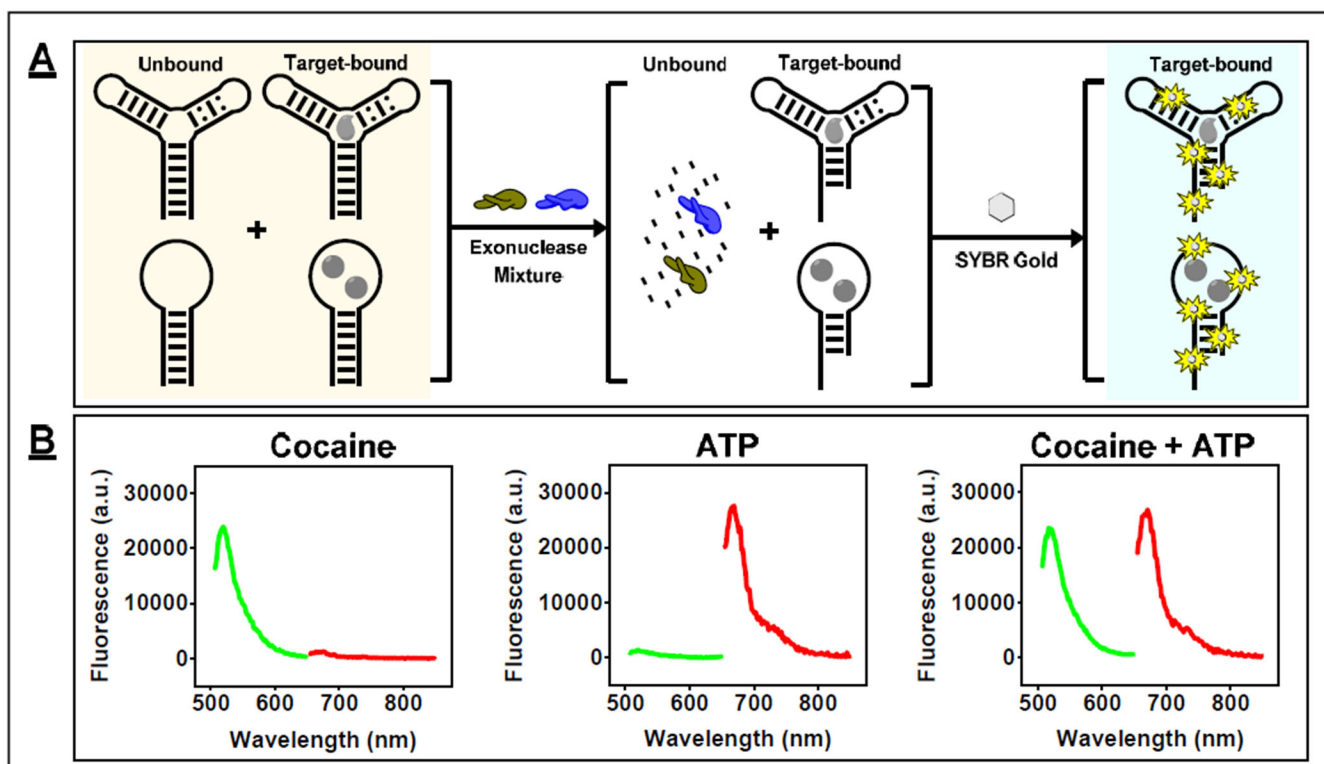 A
Unbound
Target-bound
+
Exonuclease
Mixture
Unbound
Target-bound
+
SYBR Gold
Target-bound
B
Cocaine
Fluorescence (a.u.)
30000
20000
10000
0
500 600 700 800
Wavelength (nm)
ATP
Fluorescence (a.u.)
30000
20000
10000
0
500 600 700 800
Wavelength (nm)
Cocaine + ATP
Fluorescence (a.u.)
30000
20000
10000
0
500 600 700 800
Wavelength (nm)